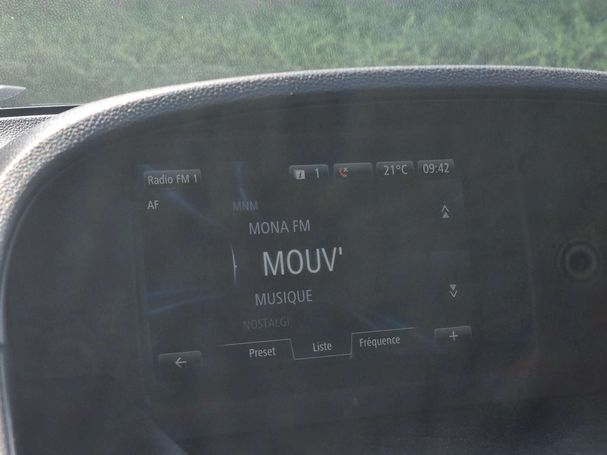 Radio FM 1
1
21°C
09:42
AF
MNM
MONA FM
MOUV'
MUSIQUE
NOSTALGI
Preset
Liste
Fréquence